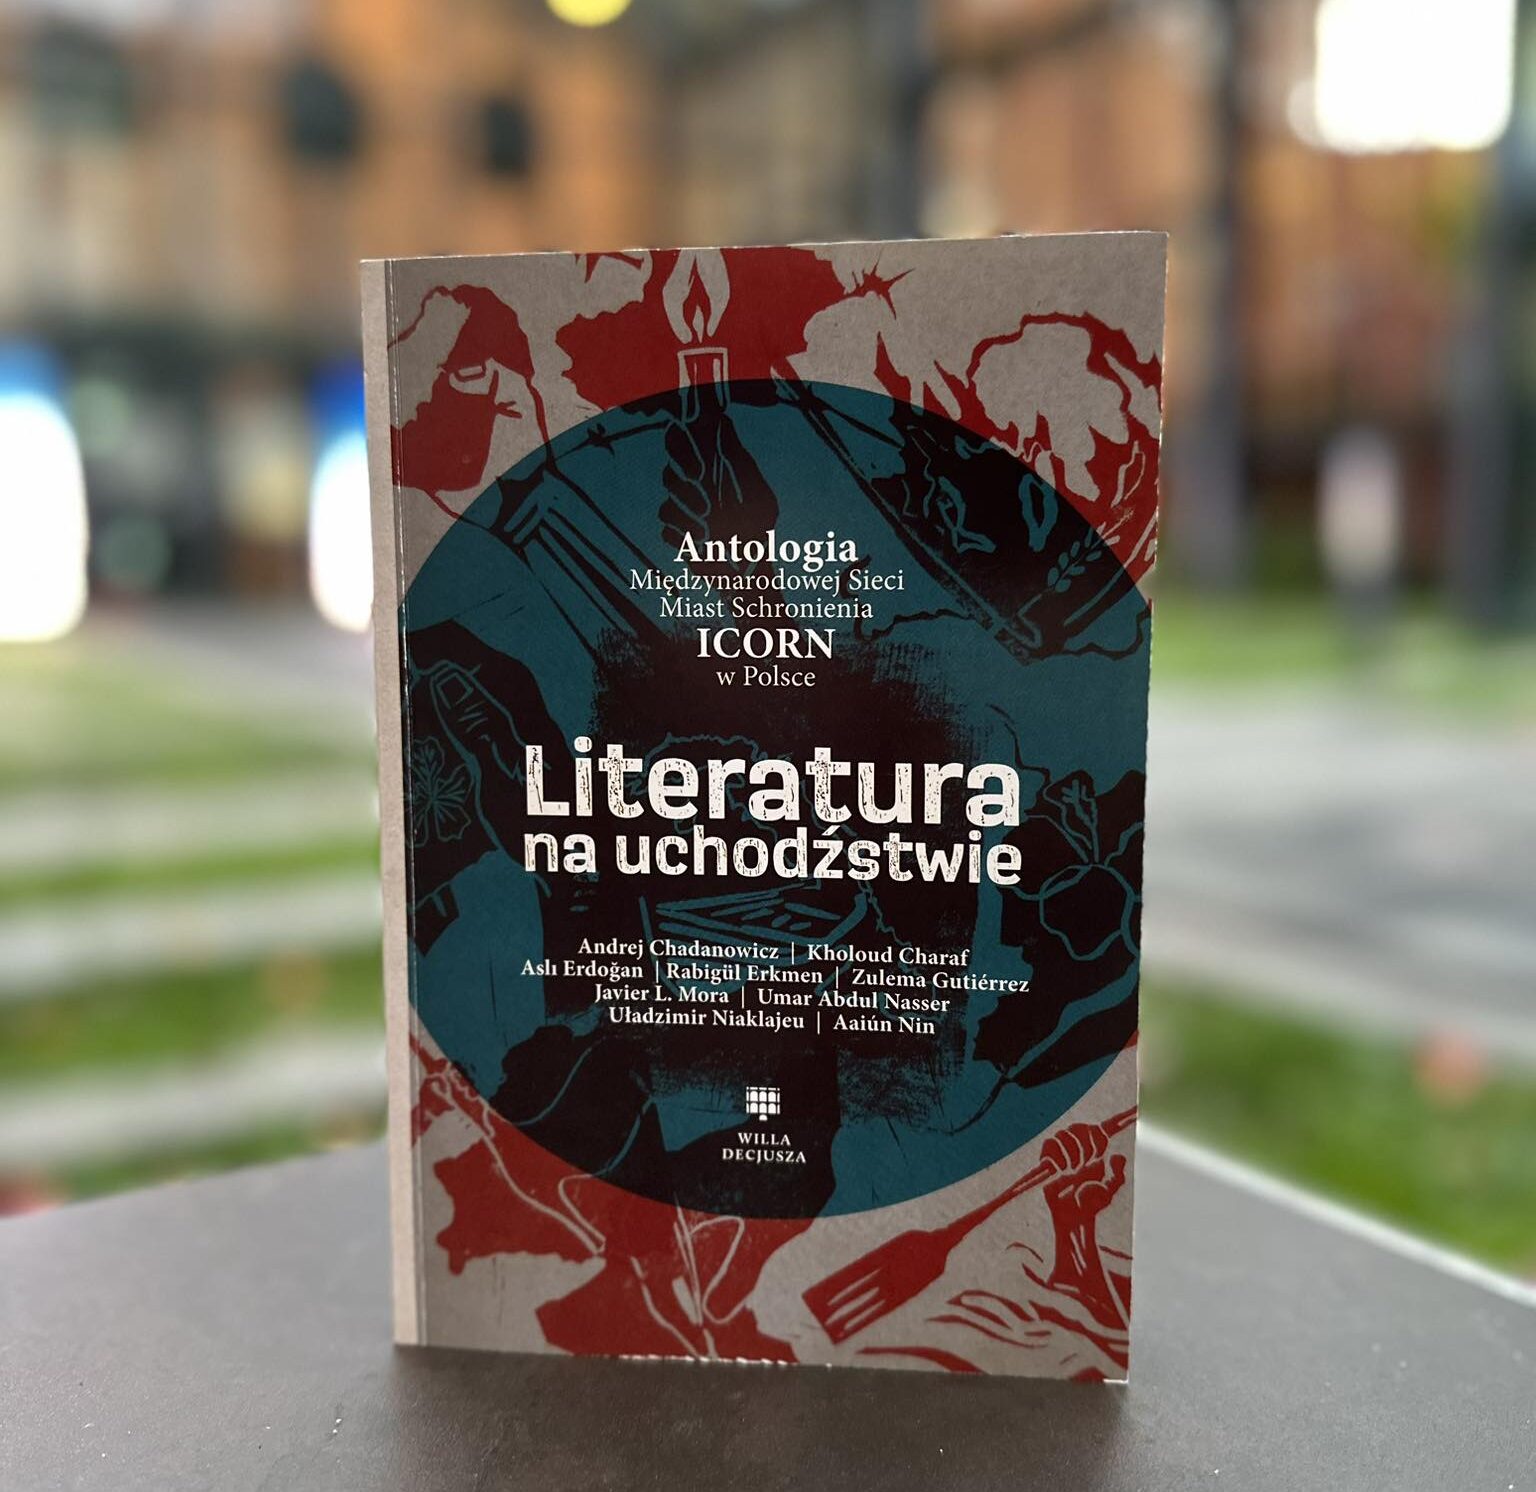 Antologia
Międzynarodowej Sieci
Miast Schronienia
ICORN
w Polsce
Literatura
na uchodźstwie
Andrej Chadanowicz | Kholoud Charaf
Aslı Erdoğan | Rabigül Erkmen | Zulema Gutiérrez
Javier L. Mora | Umar Abdul Nasser
Uładzimir Niaklajeu | Aaiún Nin
WILLA
DECJUSZA